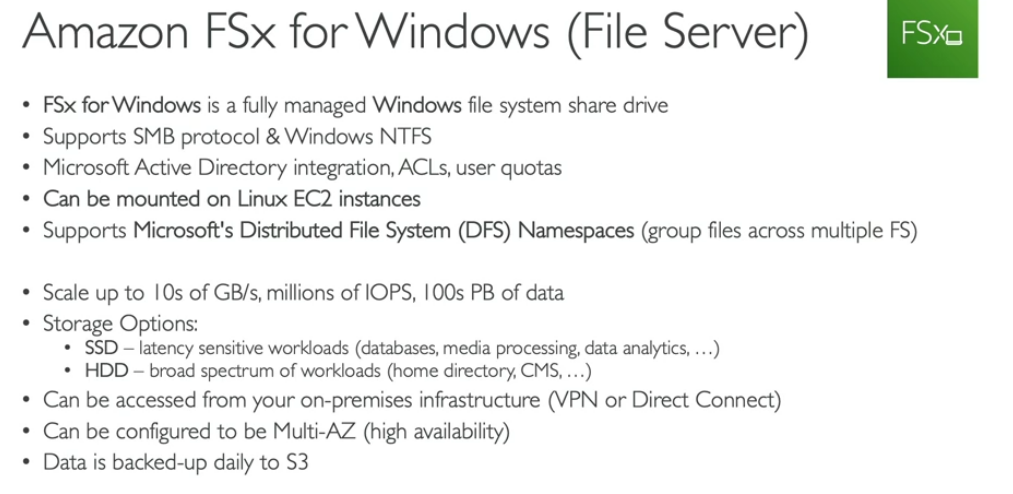 Amazon FSx for Windows (File Server)
FSx
• FSx for Windows is a fully managed Windows file system share drive
• Supports SMB protocol & Windows NTFS
• Microsoft Active Directory integration, ACLs, user quotas
• Can be mounted on Linux EC2 instances
• Supports Microsoft's Distributed File System (DFS) Namespaces (group files across multiple FS)
• Scale up to 10s of GB/s, millions of IOPS, 100s PB of data
• Storage Options:
• SSD – latency sensitive workloads (databases, media processing, data analytics, …)
• HDD – broad spectrum of workloads (home directory, CMS, …)
• Can be accessed from your on-premises infrastructure (VPN or Direct Connect)
• Can be configured to be Multi-AZ (high availability)
• Data is backed-up daily to S3